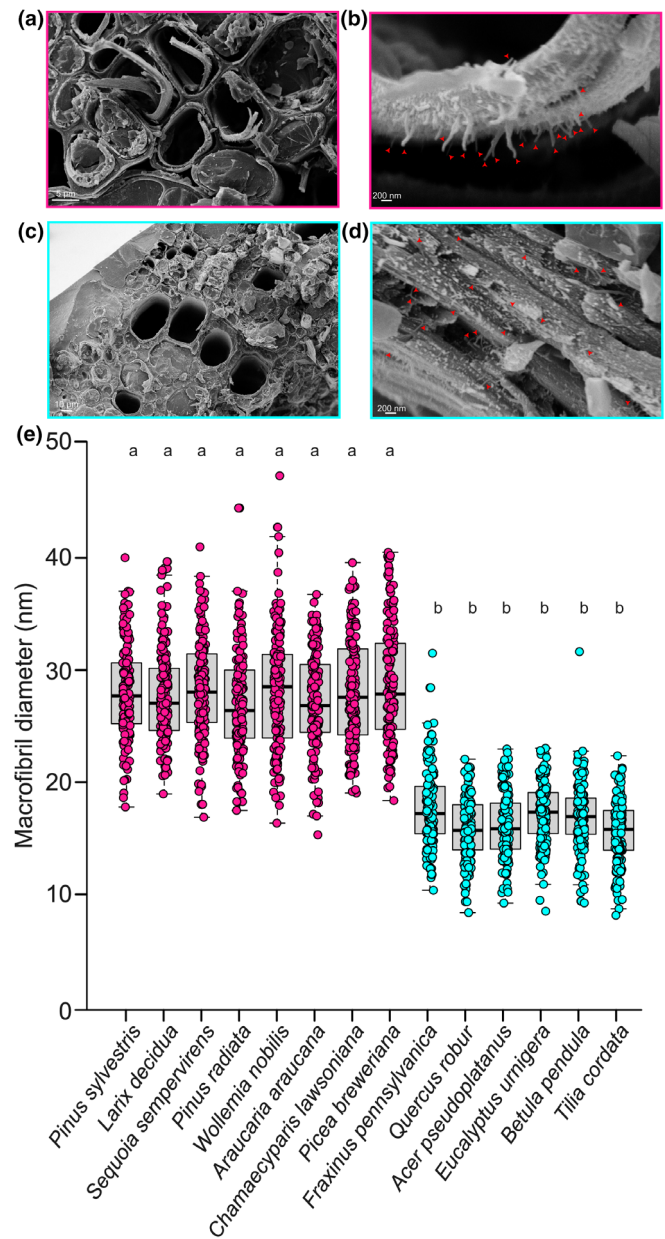 (a)
5 µm
(b)
200 nm
(c)
10 µm
(d)
200 nm
(e)
Macrofibril diameter (nm)
50
40
30
20
10
0
a a a a a a a a
b b b b b b
Pinus sylvestris
Larix decidua
Sequoia sempervirens
Pinus radiata
Wollemia nobilis
Araucaria araucana
Chamaecyparis lawsoniana
Picea breweriana
Fraxinus pennsylvanica
Quercus robur
Acer pseudoplatanus
Eucalyptus urnigera
Betula pendula
Tilia cordata